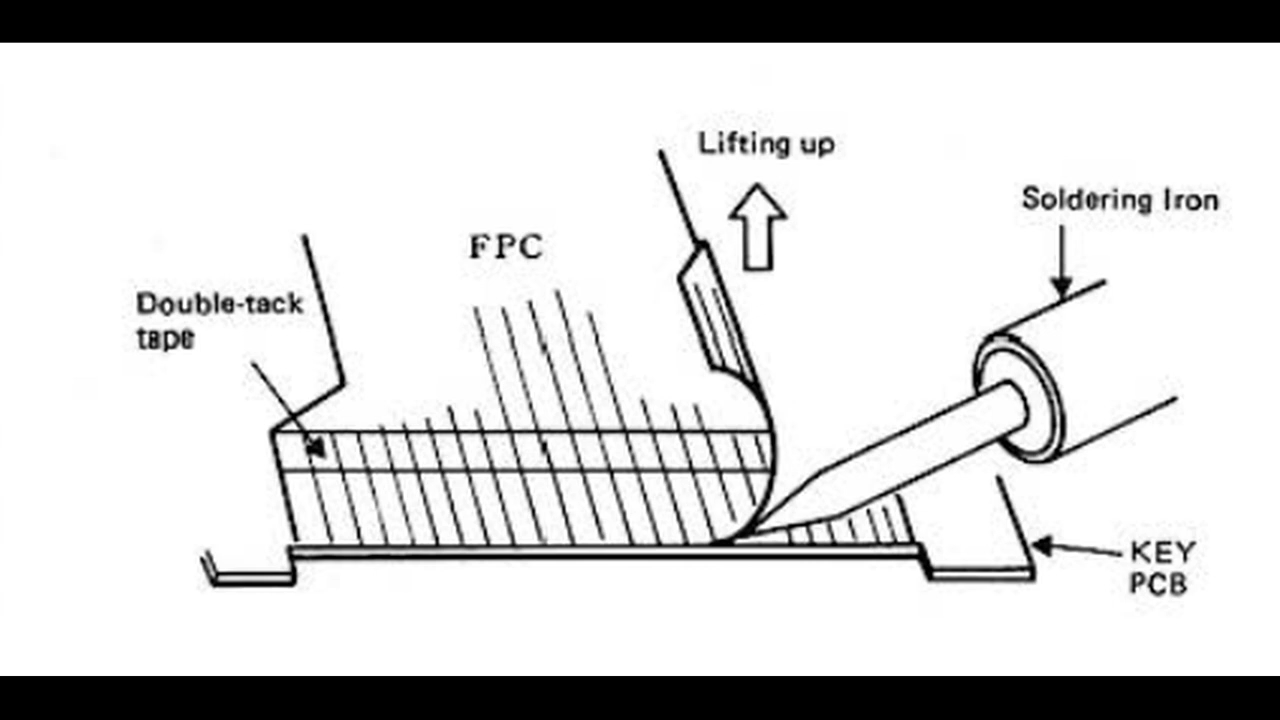 Lifting up
Soldering Iron
FPC
Double-tack
tape
KEY
PCB